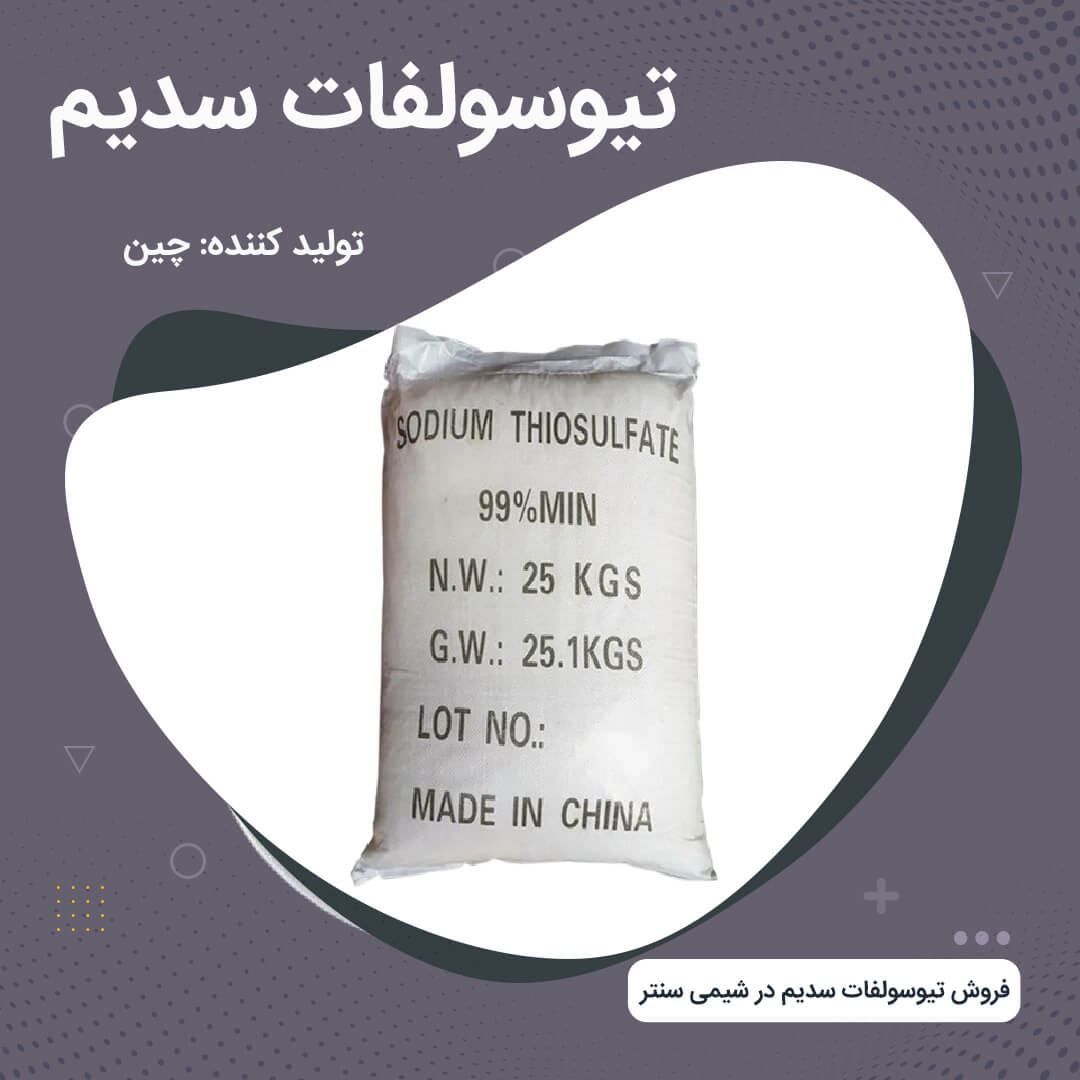 تیوسولفات سدیم
تولید کننده: چین
SODIUM THIOSULFATE
99%MIN
N.W.: 25 KGS
G.W.: 25.1KGS
LOT NO.:
MADE IN CHINA
فروش تیوسولفات سدیم در شیمی سنتر